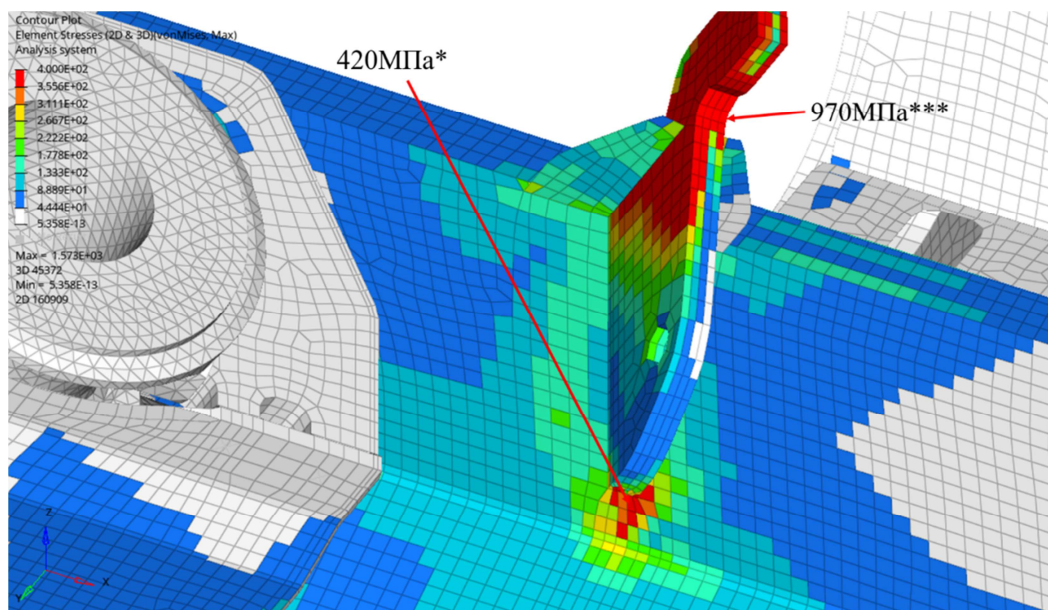 Contour Plot
Element Stresses (2D & 3D)(vonMises, Max)
Analysis system
4.000E+02
3.556E+02
3.111E+02
2.667E+02
2.222E+02
1.778E+02
1.333E+02
8.889E+01
4.444E+01
5.358E-13
Max = 1.573E+03
3D 45372
Min = 5.358E-13
2D 160909
420МПа*
970МПа***
Z
X
Y